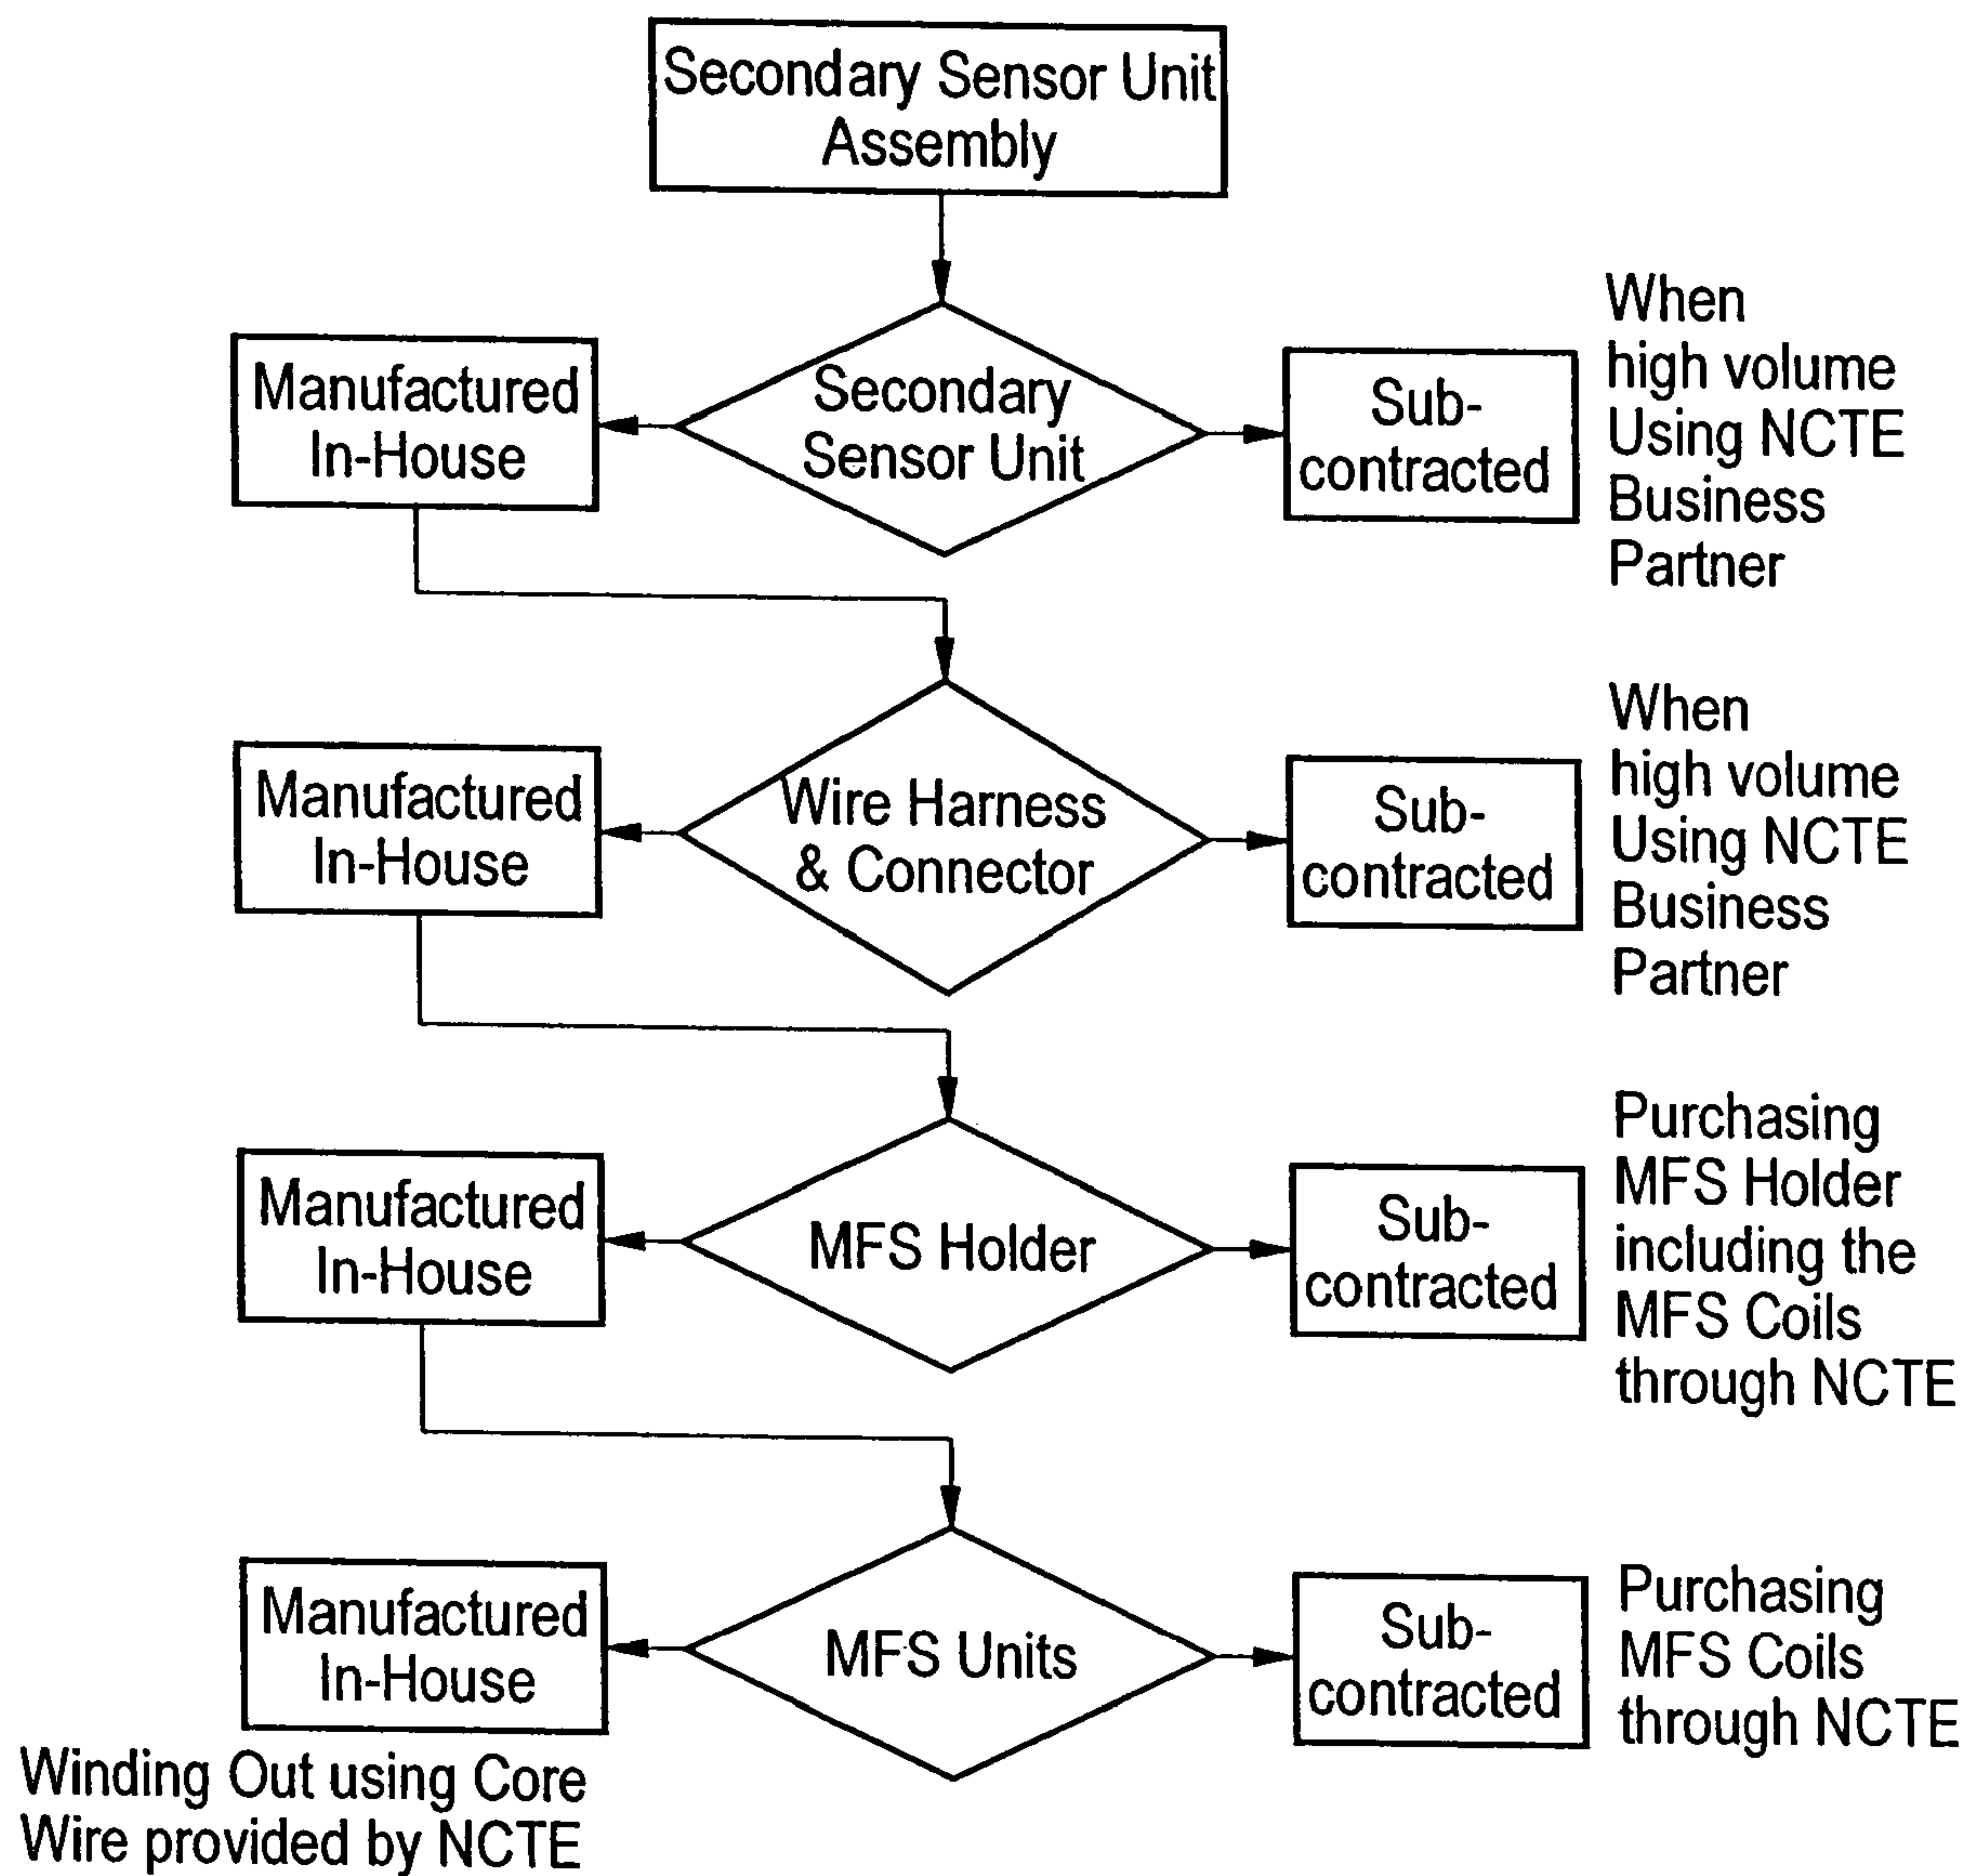 Secondary Sensor Unit
Assembly
Manufactured
In-House
Secondary
Sensor Unit
Sub-
contracted
When
high volume
Using NCTE
Business
Partner
Manufactured
In-House
Wire Harness
& Connector
Sub-
contracted
When
high volume
Using NCTE
Business
Partner
Manufactured
In-House
MFS Holder
Sub-
contracted
Purchasing
MFS Holder
including the
MFS Coils
through NCTE
Manufactured
In-House
MFS Units
Sub-
contracted
Purchasing
MFS Coils
through NCTE
Winding Out using Core
Wire provided by NCTE